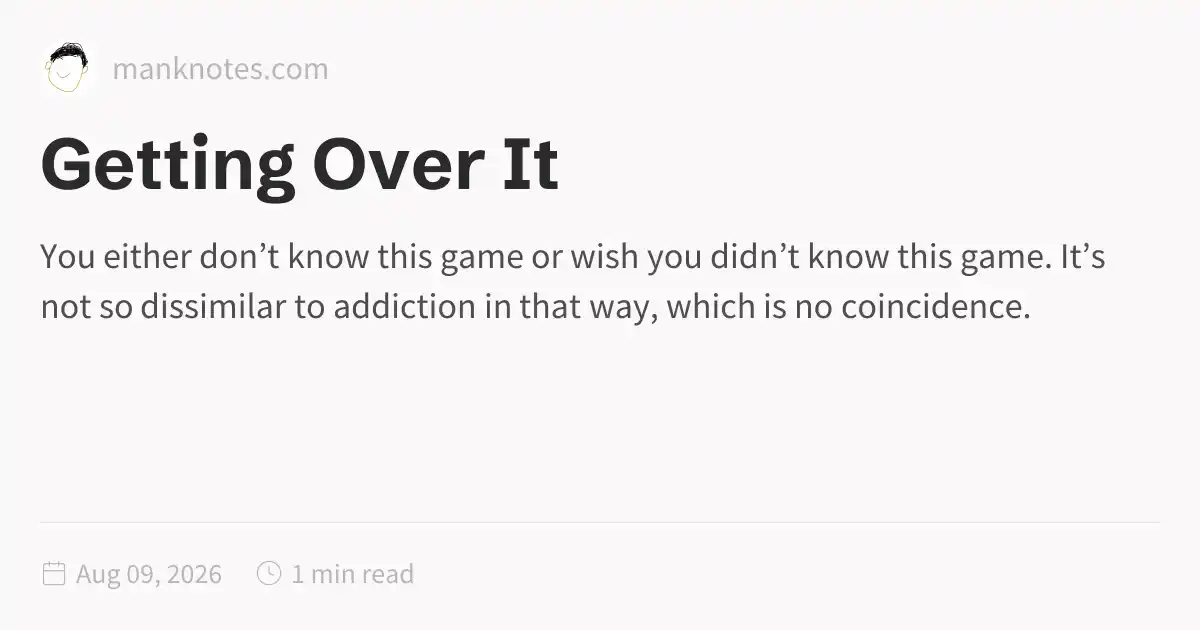 manknotes.com
Getting Over It
You either don’t know this game or wish you didn’t know this game. It’s
not so dissimilar to addiction in that way, which is no coincidence.
Aug 09, 2026 1 min read